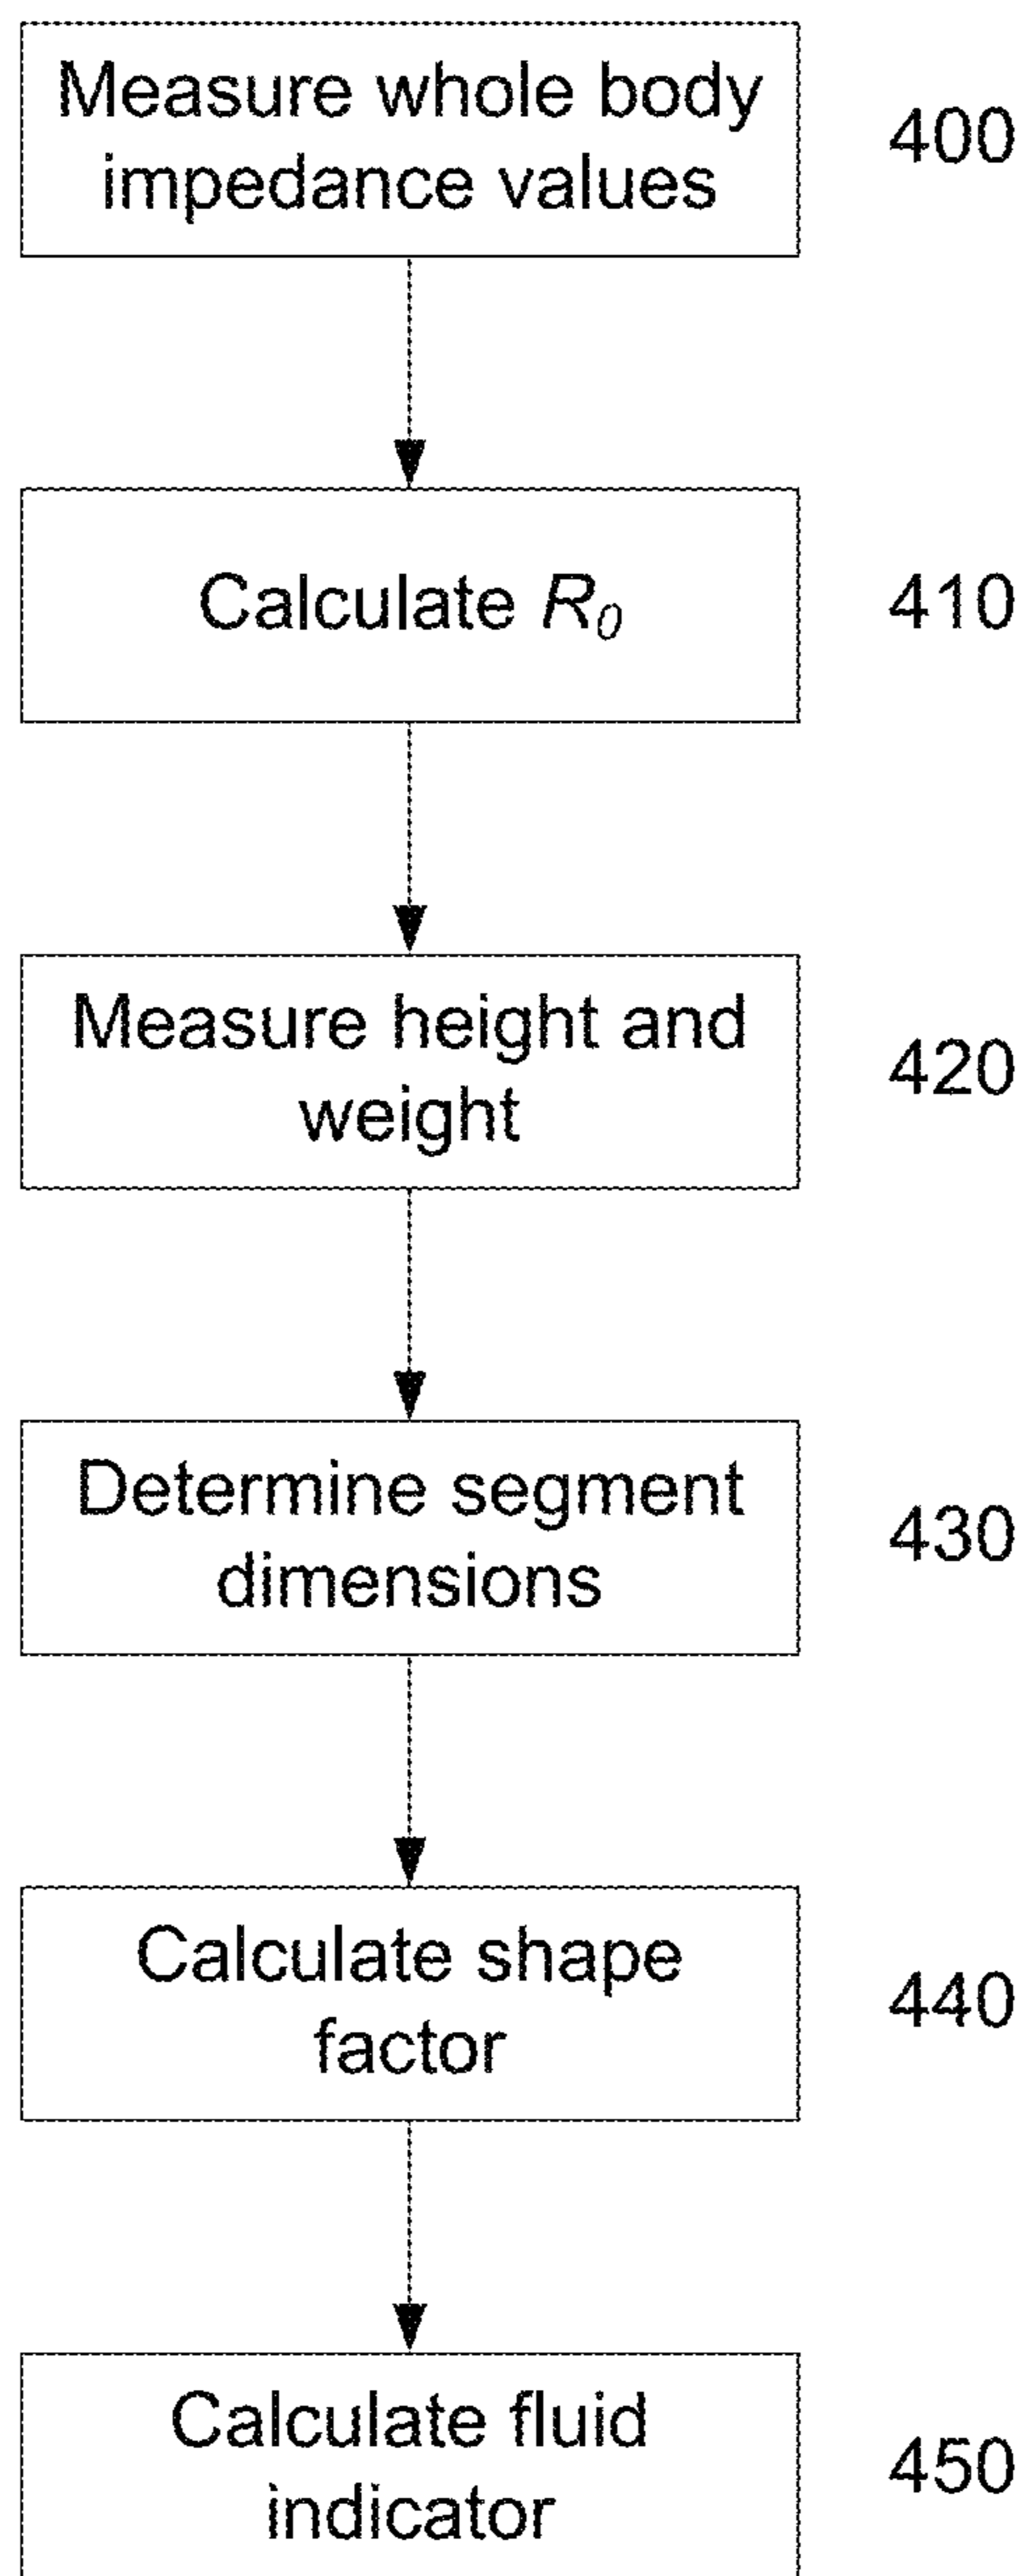 Measure whole body
impedance values
400
Calculate R₀
410
Measure height and
weight
420
Determine segment
dimensions
430
Calculate shape
factor
440
Calculate fluid
indicator
450